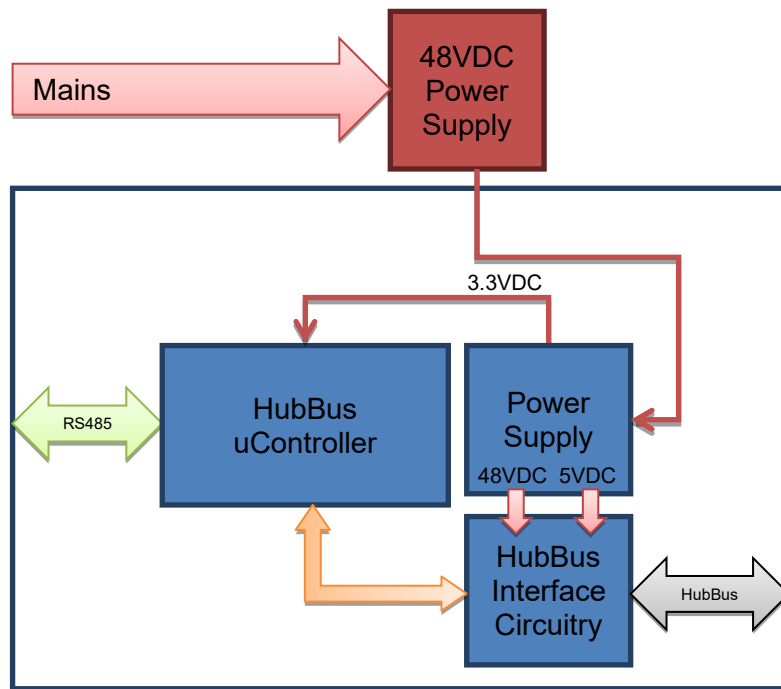 Mains
48VDC
Power
Supply
3.3VDC
RS485
HubBus
uController
Power
Supply
48VDC 5VDC
HubBus
Interface
Circuitry
HubBus